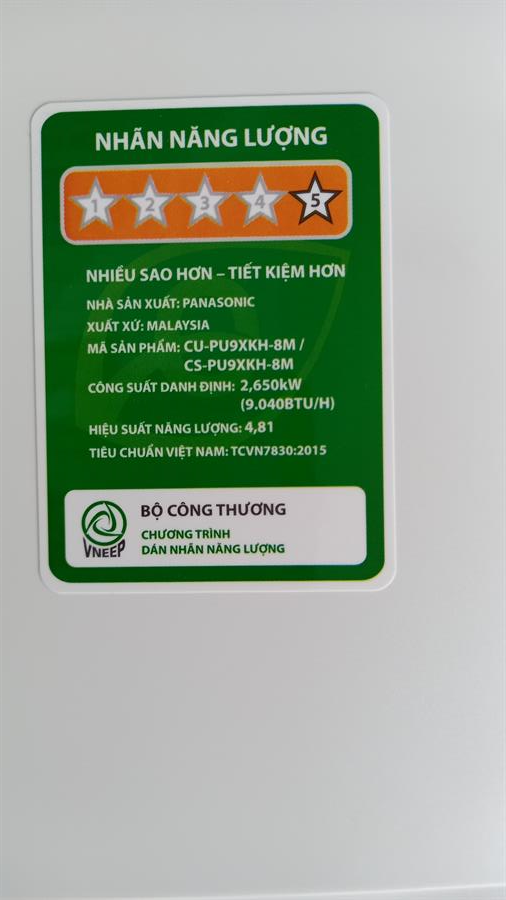 NHÃN NĂNG LƯỢNG
1 2 3 4 5
NHIỀU SAO HƠN – TIẾT KIỆM HƠN
NHÀ SẢN XUẤT: PANASONIC
XUẤT XỨ: MALAYSIA
MÃ SẢN PHẨM: CU-PU9XKH-8M /
CS-PU9XKH-8M
CÔNG SUẤT DANH ĐỊNH: 2,650kW
(9.040BTU/H)
HIỆU SUẤT NĂNG LƯỢNG: 4,81
TIÊU CHUẨN VIỆT NAM: TCVN7830:2015
BỘ CÔNG THƯƠNG
CHƯƠNG TRÌNH
DÁN NHÃN NĂNG LƯỢNG
VNEEP